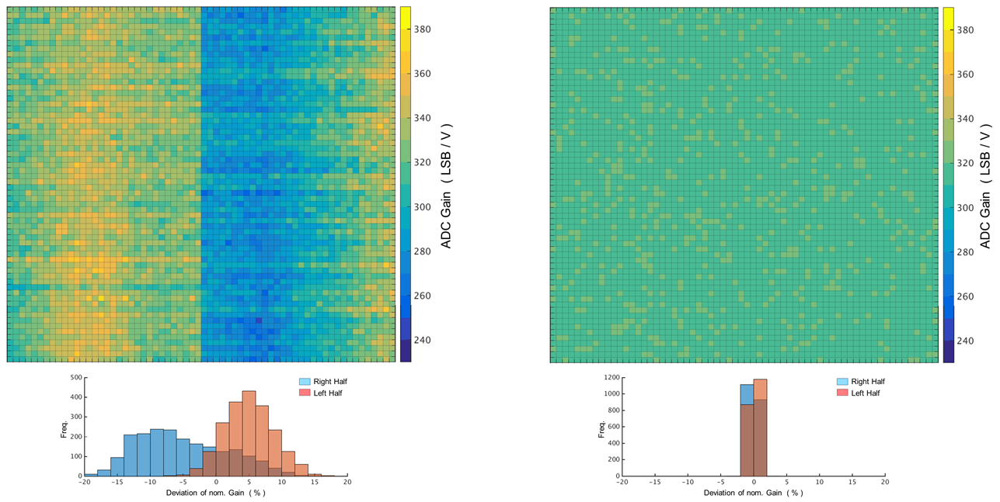 380
360
340
320
300
280
260
240
ADC Gain ( LSB / V )
380
360
340
320
300
280
260
240
ADC Gain ( LSB / V )
500
400
300
200
100
0
Freq.
−20 −15 −10 −5 0 5 10 15 20
Deviation of nom. Gain ( % )
Right Half
Left Half
1200
1000
800
600
400
200
0
Freq.
−20 −15 −10 −5 0 5 10 15 20
Deviation of nom. Gain ( % )
Right Half
Left Half